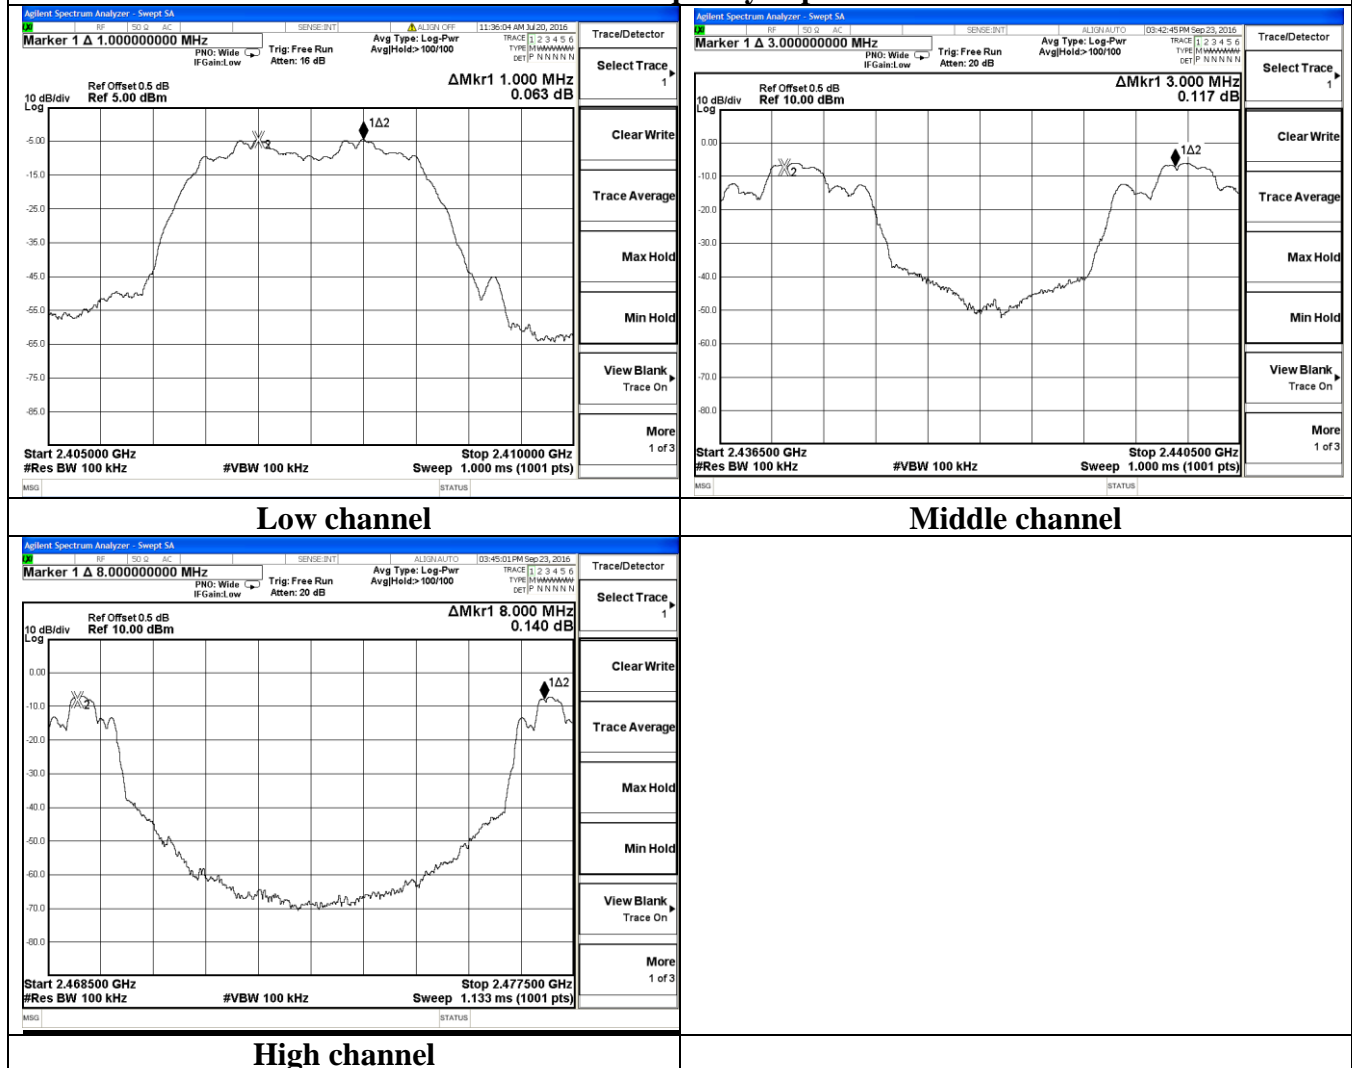 Agilent Spectrum Analyzer - Swept SA
RF 50 Ω AC SENSE:INT ALIGN OFF 11:36:04 AM Jul 20, 2016
Marker 1 Δ 1.000000000 MHz
PNO: Wide
IFGain:Low
Trig: Free Run
Atten: 16 dB
Avg Type: Log-Pwr
Avg|Hold:>100/100
TRACE 1 2 3 4 5 6
TYPE M WWWWW
DET P N N N N N
Ref Offset 0.5 dB
Ref 5.00 dBm
ΔMkr1 1.000 MHz
0.063 dB
10 dB/div
Log
1Δ2
2
-5.00
-15.0
-25.0
-35.0
-45.0
-55.0
-65.0
-75.0
-85.0
Start 2.405000 GHz
Stop 2.410000 GHz
#Res BW 100 kHz
#VBW 100 kHz
Sweep 1.000 ms (1001 pts)
MSG
STATUS
Trace/Detector
Select Trace
1
Clear Write
Trace Average
Max Hold
Min Hold
View Blank
Trace On
More
1 of 3
Low channel
Agilent Spectrum Analyzer - Swept SA
RF 50 Ω AC SENSE:INT ALIGN AUTO 03:42:45 PM Sep 23, 2016
Marker 1 Δ 3.000000000 MHz
PNO: Wide
IFGain:Low
Trig: Free Run
Atten: 20 dB
Avg Type: Log-Pwr
Avg|Hold:>100/100
TRACE 1 2 3 4 5 6
TYPE M WWWWW
DET P N N N N N
Ref Offset 0.5 dB
Ref 10.00 dBm
ΔMkr1 3.000 MHz
0.117 dB
10 dB/div
Log
1Δ2
2
0.00
-10.0
-20.0
-30.0
-40.0
-50.0
-60.0
-70.0
-80.0
Start 2.436500 GHz
Stop 2.440500 GHz
#Res BW 100 kHz
#VBW 100 kHz
Sweep 1.000 ms (1001 pts)
MSG
STATUS
Trace/Detector
Select Trace
1
Clear Write
Trace Average
Max Hold
Min Hold
View Blank
Trace On
More
1 of 3
Middle channel
Agilent Spectrum Analyzer - Swept SA
RF 50 Ω AC SENSE:INT ALIGN AUTO 03:45:01 PM Sep 23, 2016
Marker 1 Δ 8.000000000 MHz
PNO: Wide
IFGain:Low
Trig: Free Run
Atten: 20 dB
Avg Type: Log-Pwr
Avg|Hold:>100/100
TRACE 1 2 3 4 5 6
TYPE M WWWWW
DET P N N N N N
Ref Offset 0.5 dB
Ref 10.00 dBm
ΔMkr1 8.000 MHz
0.140 dB
10 dB/div
Log
1Δ2
2
0.00
-10.0
-20.0
-30.0
-40.0
-50.0
-60.0
-70.0
-80.0
Start 2.468500 GHz
Stop 2.477500 GHz
#Res BW 100 kHz
#VBW 100 kHz
Sweep 1.133 ms (1001 pts)
MSG
STATUS
Trace/Detector
Select Trace
1
Clear Write
Trace Average
Max Hold
Min Hold
View Blank
Trace On
More
1 of 3
High channel